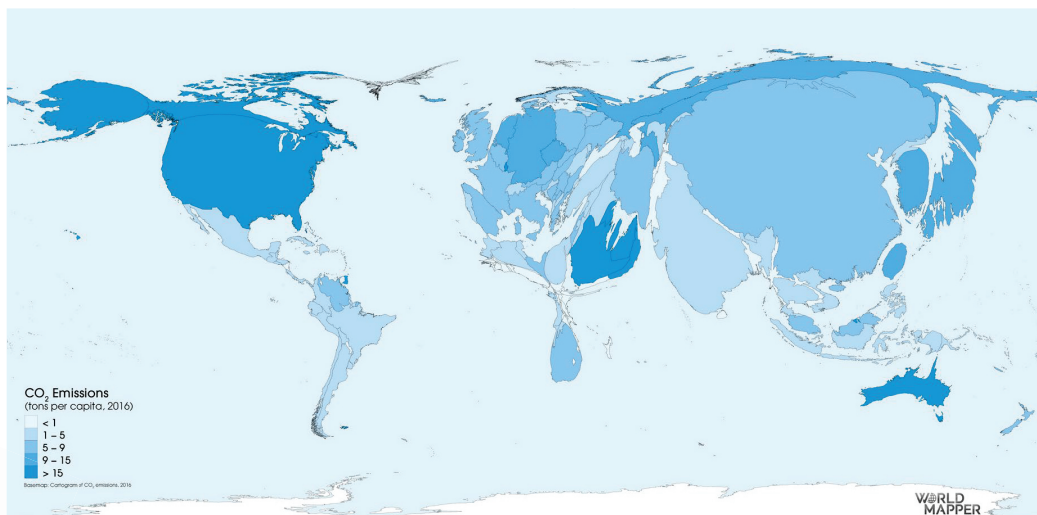 CO₂ Emissions
(tons per capita, 2016)
< 1
1 – 5
5 – 9
9 – 15
> 15
Basemap: Cartogram of CO₂ emissions, 2016
WORLD
MAPPER